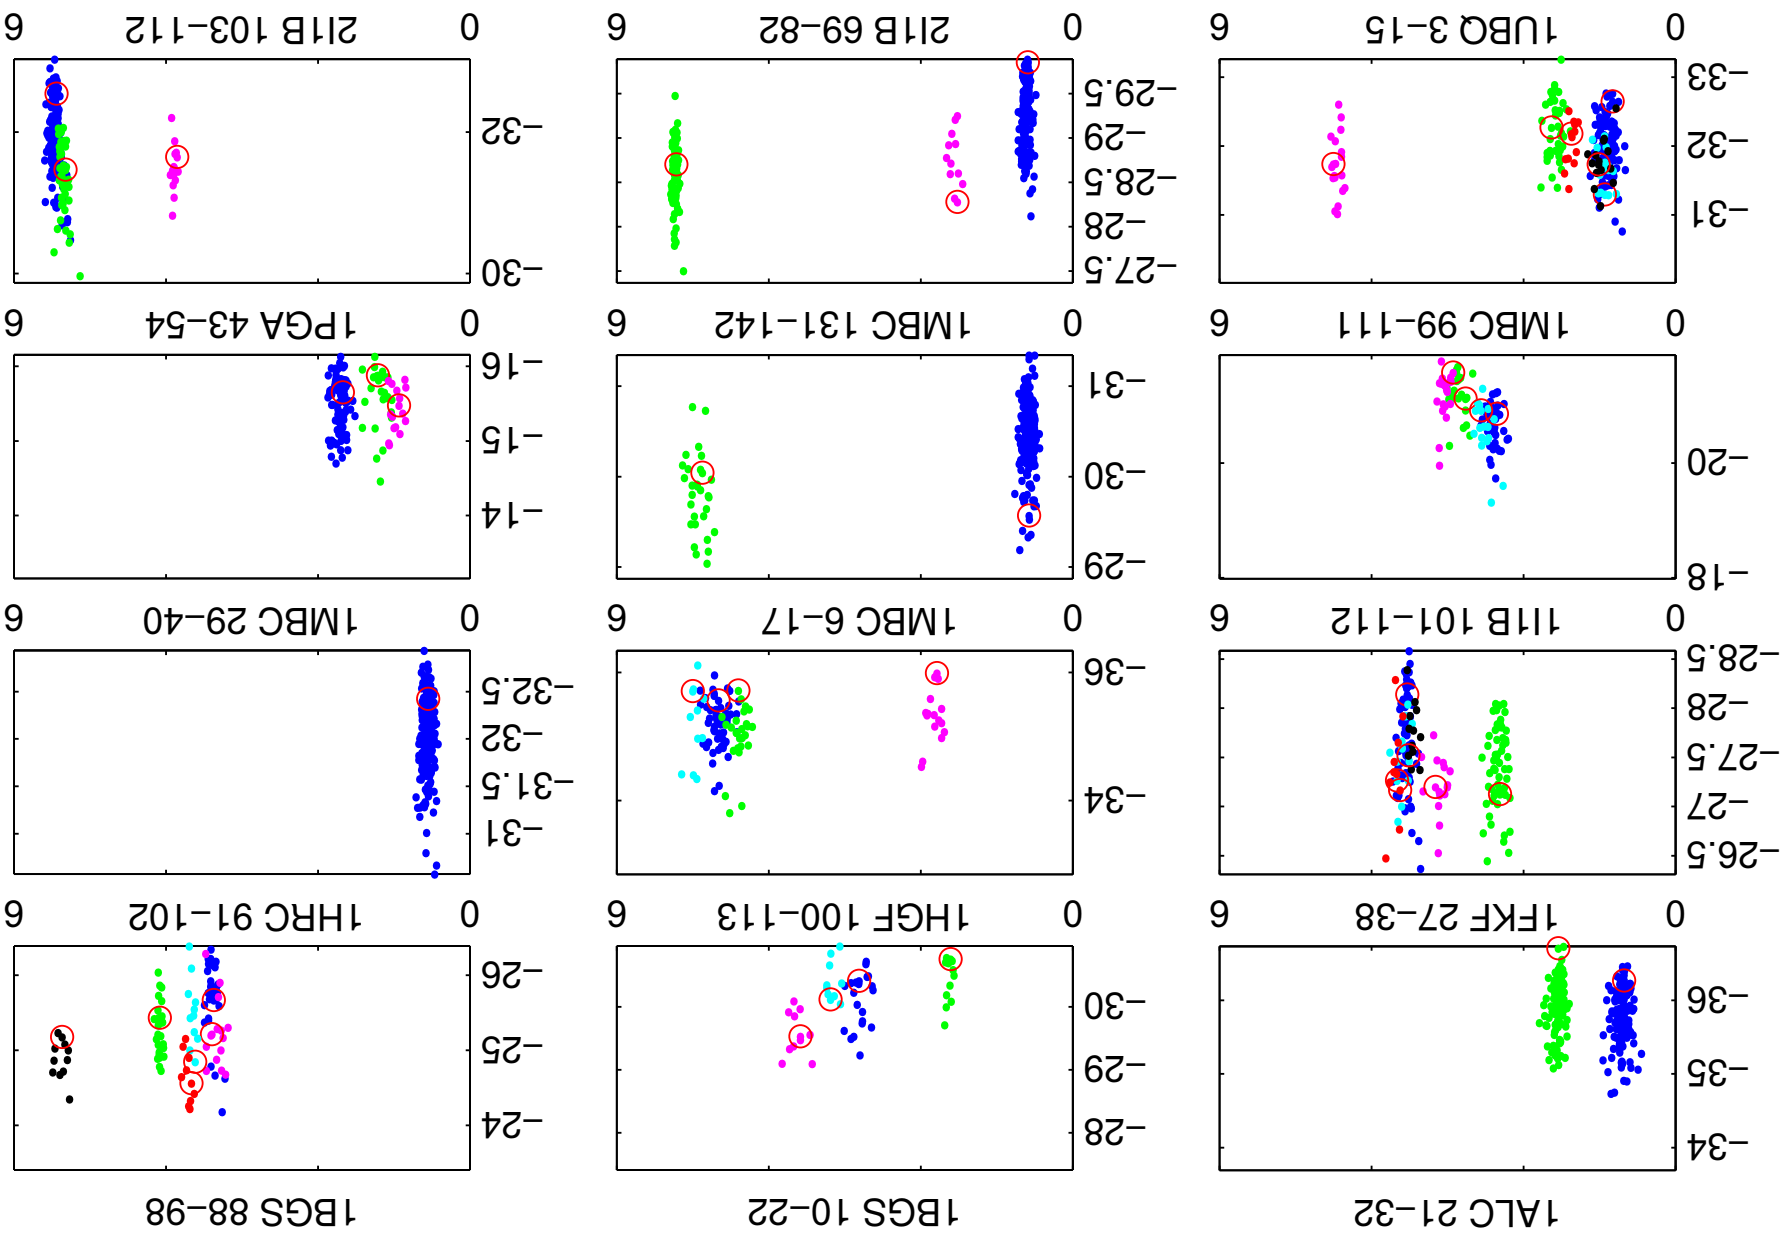 1ALC 21–32
−34
−35
−36
1BGS 10–22
−28
−29
−30
1BGS 88–98
−24
−25
−26
0 1FKF 27–38 6
−26.5
−27
−27.5
−28
−28.5
0 1HGF 100–113 6
−34
−36
0 1HRC 91–102 6
−31
−31.5
−32
−32.5
0 1I1B 101–112 6
−18
−20
0 1MBC 6–17 6
−29
−30
−31
0 1MBC 29–40 6
−14
−15
−16
0 1MBC 99–111 6
−31
−32
−33
0 1MBC 131–142 6
−27.5
−28
−28.5
−29
−29.5
0 1PGA 43–54 6
−30
−32
0 1UBQ 3–15 6
0 2I1B 69–82 6
0 2I1B 103–112 6